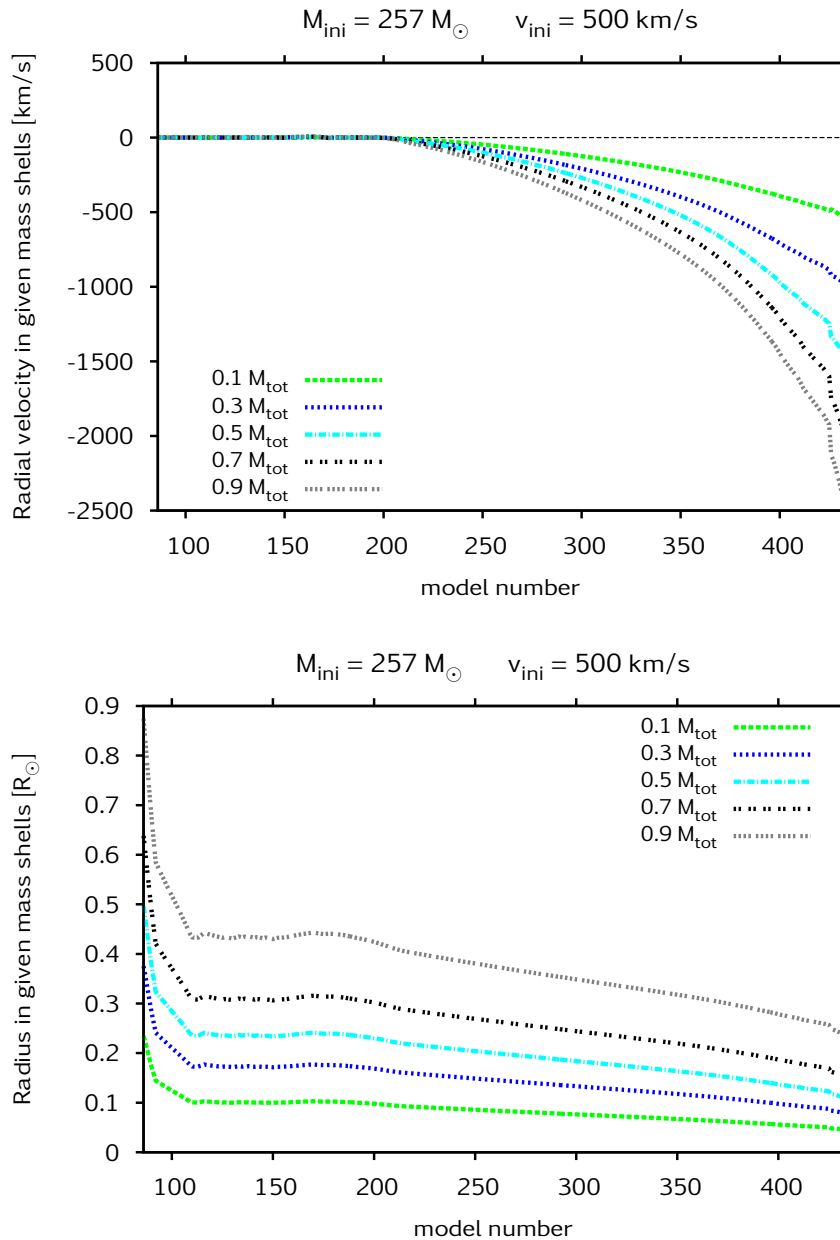 M_ini = 257 M_⊙ v_ini = 500 km/s
Radial velocity in given mass shells [km/s]
500
0
-500
-1000
-1500
-2000
-2500
0.1 M_tot
0.3 M_tot
0.5 M_tot
0.7 M_tot
0.9 M_tot
100 150 200 250 300 350 400
model number
M_ini = 257 M_⊙ v_ini = 500 km/s
Radius in given mass shells [R_⊙]
0.9
0.8
0.7
0.6
0.5
0.4
0.3
0.2
0.1
0
0.1 M_tot
0.3 M_tot
0.5 M_tot
0.7 M_tot
0.9 M_tot
100 150 200 250 300 350 400
model number